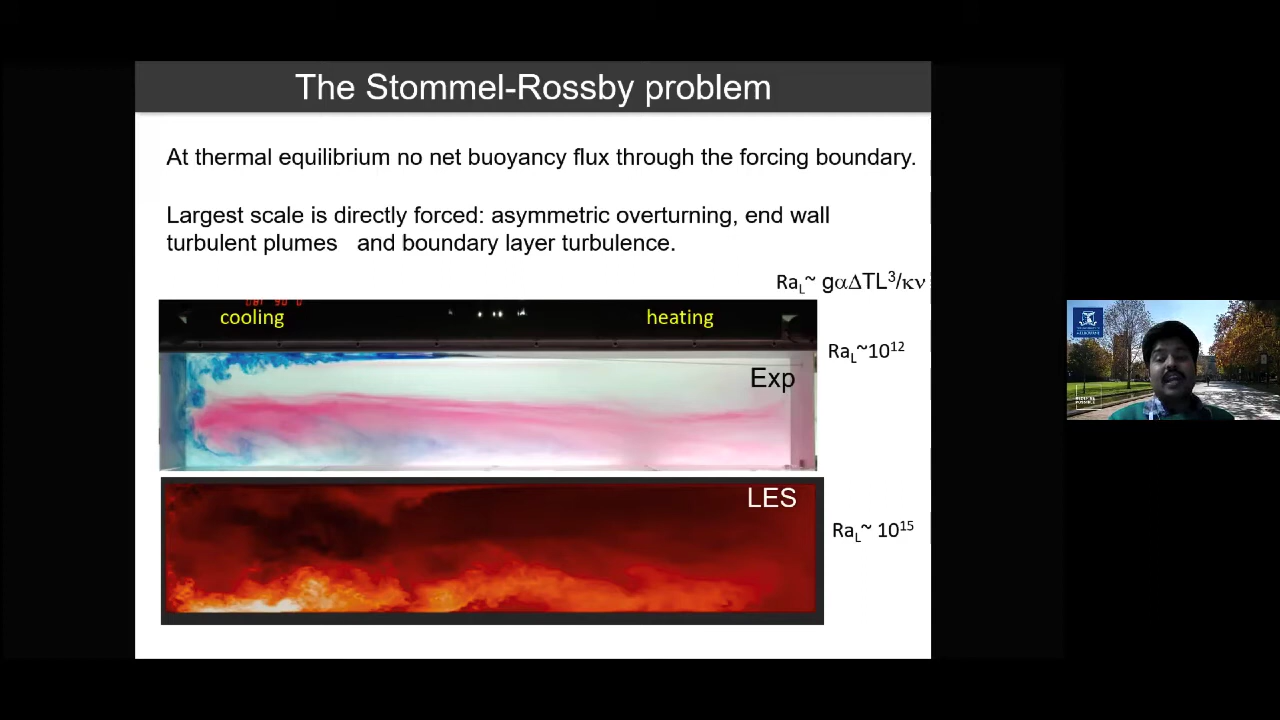 The Stommel-Rossby problem
At thermal equilibrium no net buoyancy flux through the forcing boundary.
Largest scale is directly forced: asymmetric overturning, end wall
turbulent plumes and boundary layer turbulence.
Ra_L~ gαΔTL³/κν
cooling
heating
Ra_L~10¹²
Exp
LES
Ra_L~ 10¹⁵